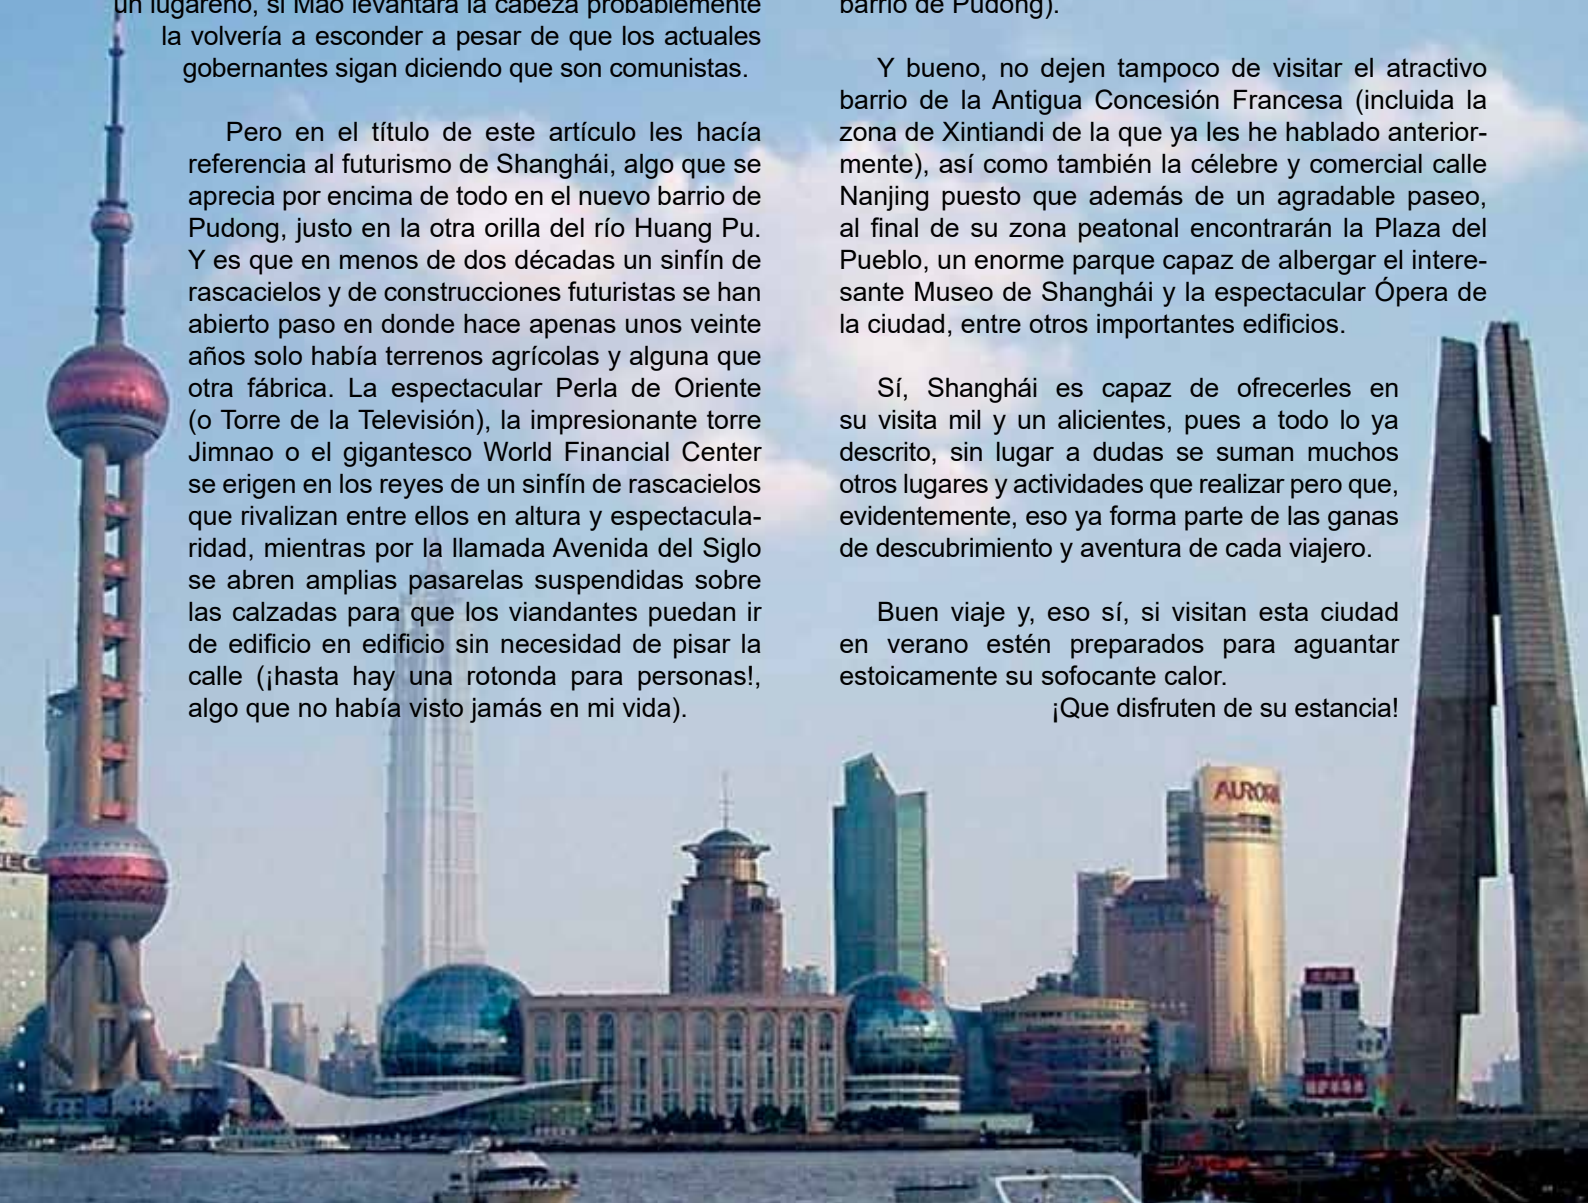 un lugareño, si Mao levantara la cabeza probablemente
la volvería a esconder a pesar de que los actuales
gobernantes sigan diciendo que son comunistas.
Pero en el título de este artículo les hacía
referencia al futurismo de Shanghái, algo que se
aprecia por encima de todo en el nuevo barrio de
Pudong, justo en la otra orilla del río Huang Pu.
Y es que en menos de dos décadas un sinfín de
rascacielos y de construcciones futuristas se han
abierto paso en donde hace apenas unos veinte
años solo había terrenos agrícolas y alguna que
otra fábrica. La espectacular Perla de Oriente
(o Torre de la Televisión), la impresionante torre
Jimnao o el gigantesco World Financial Center
se erigen en los reyes de un sinfín de rascacielos
que rivalizan entre ellos en altura y espectacula-
ridad, mientras por la llamada Avenida del Siglo
se abren amplias pasarelas suspendidas sobre
las calzadas para que los viandantes puedan ir
de edificio en edificio sin necesidad de pisar la
calle (¡hasta hay una rotonda para personas!,
algo que no había visto jamás en mi vida).
barrio de Pudong).
Y bueno, no dejen tampoco de visitar el atractivo
barrio de la Antigua Concesión Francesa (incluida la
zona de Xintiandi de la que ya les he hablado anterior-
mente), así como también la célebre y comercial calle
Nanjing puesto que además de un agradable paseo,
al final de su zona peatonal encontrarán la Plaza del
Pueblo, un enorme parque capaz de albergar el intere-
sante Museo de Shanghái y la espectacular Ópera de
la ciudad, entre otros importantes edificios.
Sí, Shanghái es capaz de ofrecerles en
su visita mil y un alicientes, pues a todo lo ya
descrito, sin lugar a dudas se suman muchos
otros lugares y actividades que realizar pero que,
evidentemente, eso ya forma parte de las ganas
de descubrimiento y aventura de cada viajero.
Buen viaje y, eso sí, si visitan esta ciudad
en verano estén preparados para aguantar
estoicamente su sofocante calor.
¡Que disfruten de su estancia!
AURORA